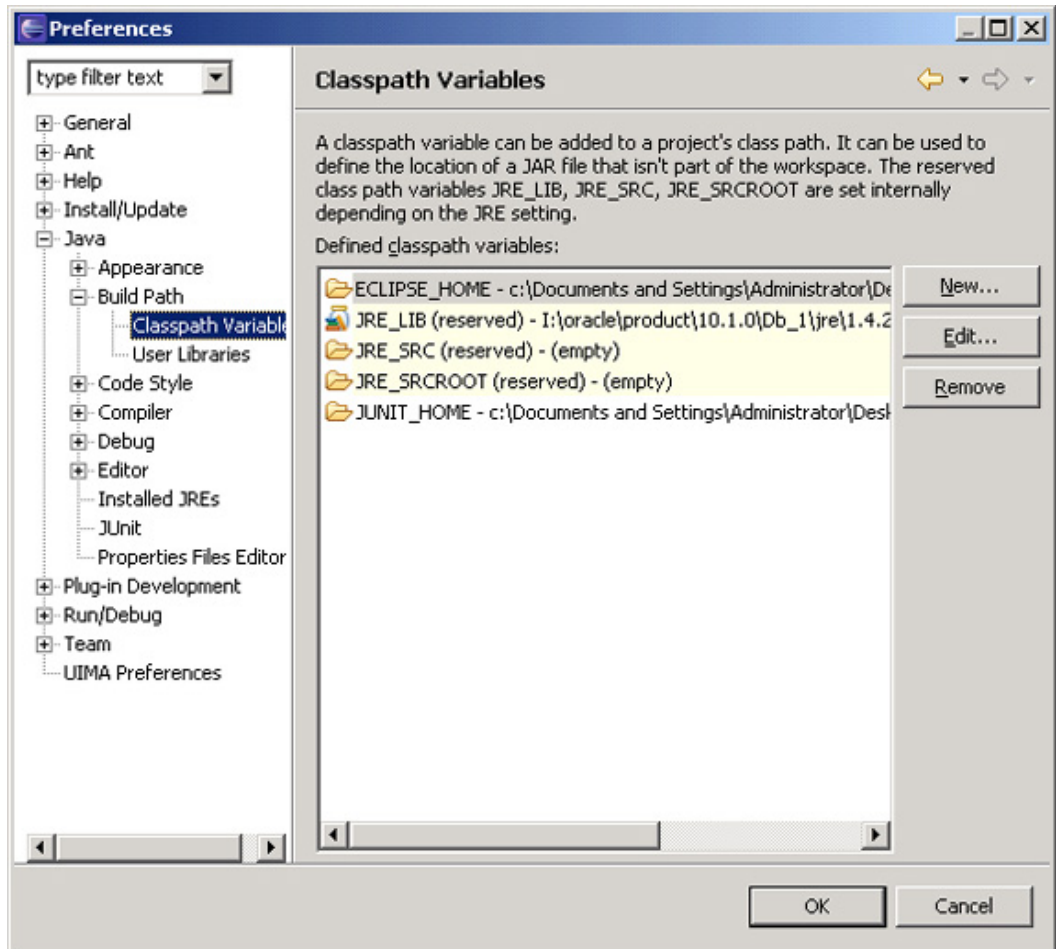 Preferences
type filter text
General
Ant
Help
Install/Update
Java
Appearance
Build Path
Classpath Variable
User Libraries
Code Style
Compiler
Debug
Editor
Installed JREs
JUnit
Properties Files Editor
Plug-in Development
Run/Debug
Team
UIMA Preferences
Classpath Variables
A classpath variable can be added to a project's class path. It can be used to
define the location of a JAR file that isn't part of the workspace. The reserved
class path variables JRE_LIB, JRE_SRC, JRE_SRCROOT are set internally
depending on the JRE setting.
Defined classpath variables:
ECLIPSE_HOME - c:\Documents and Settings\Administrator\De
JRE_LIB (reserved) - I:\oracle\product\10.1.0\Db_1\jre\1.4.2
JRE_SRC (reserved) - (empty)
JRE_SRCROOT (reserved) - (empty)
JUNIT_HOME - c:\Documents and Settings\Administrator\Desk
New...
Edit...
Remove
OK
Cancel